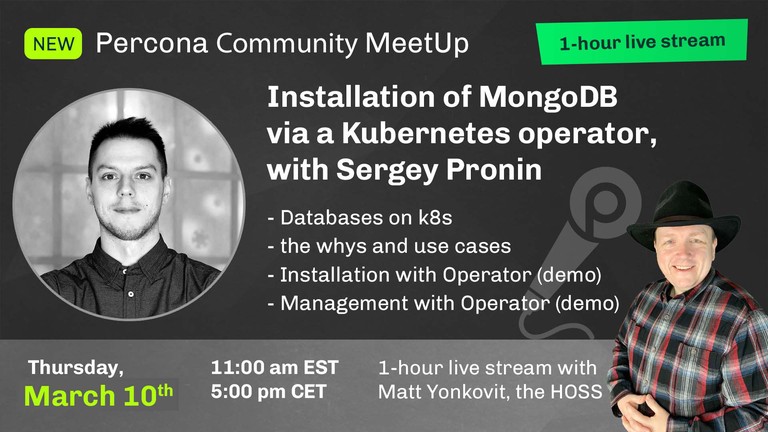 NEW Percona Community MeetUp
1-hour live stream
Installation of MongoDB
via a Kubernetes operator,
with Sergey Pronin
- Databases on k8s
- the whys and use cases
- Installation with Operator (demo)
- Management with Operator (demo)
Thursday,
March 10th
11:00 am EST
5:00 pm CET
1-hour live stream with
Matt Yonkovit, the HOSS